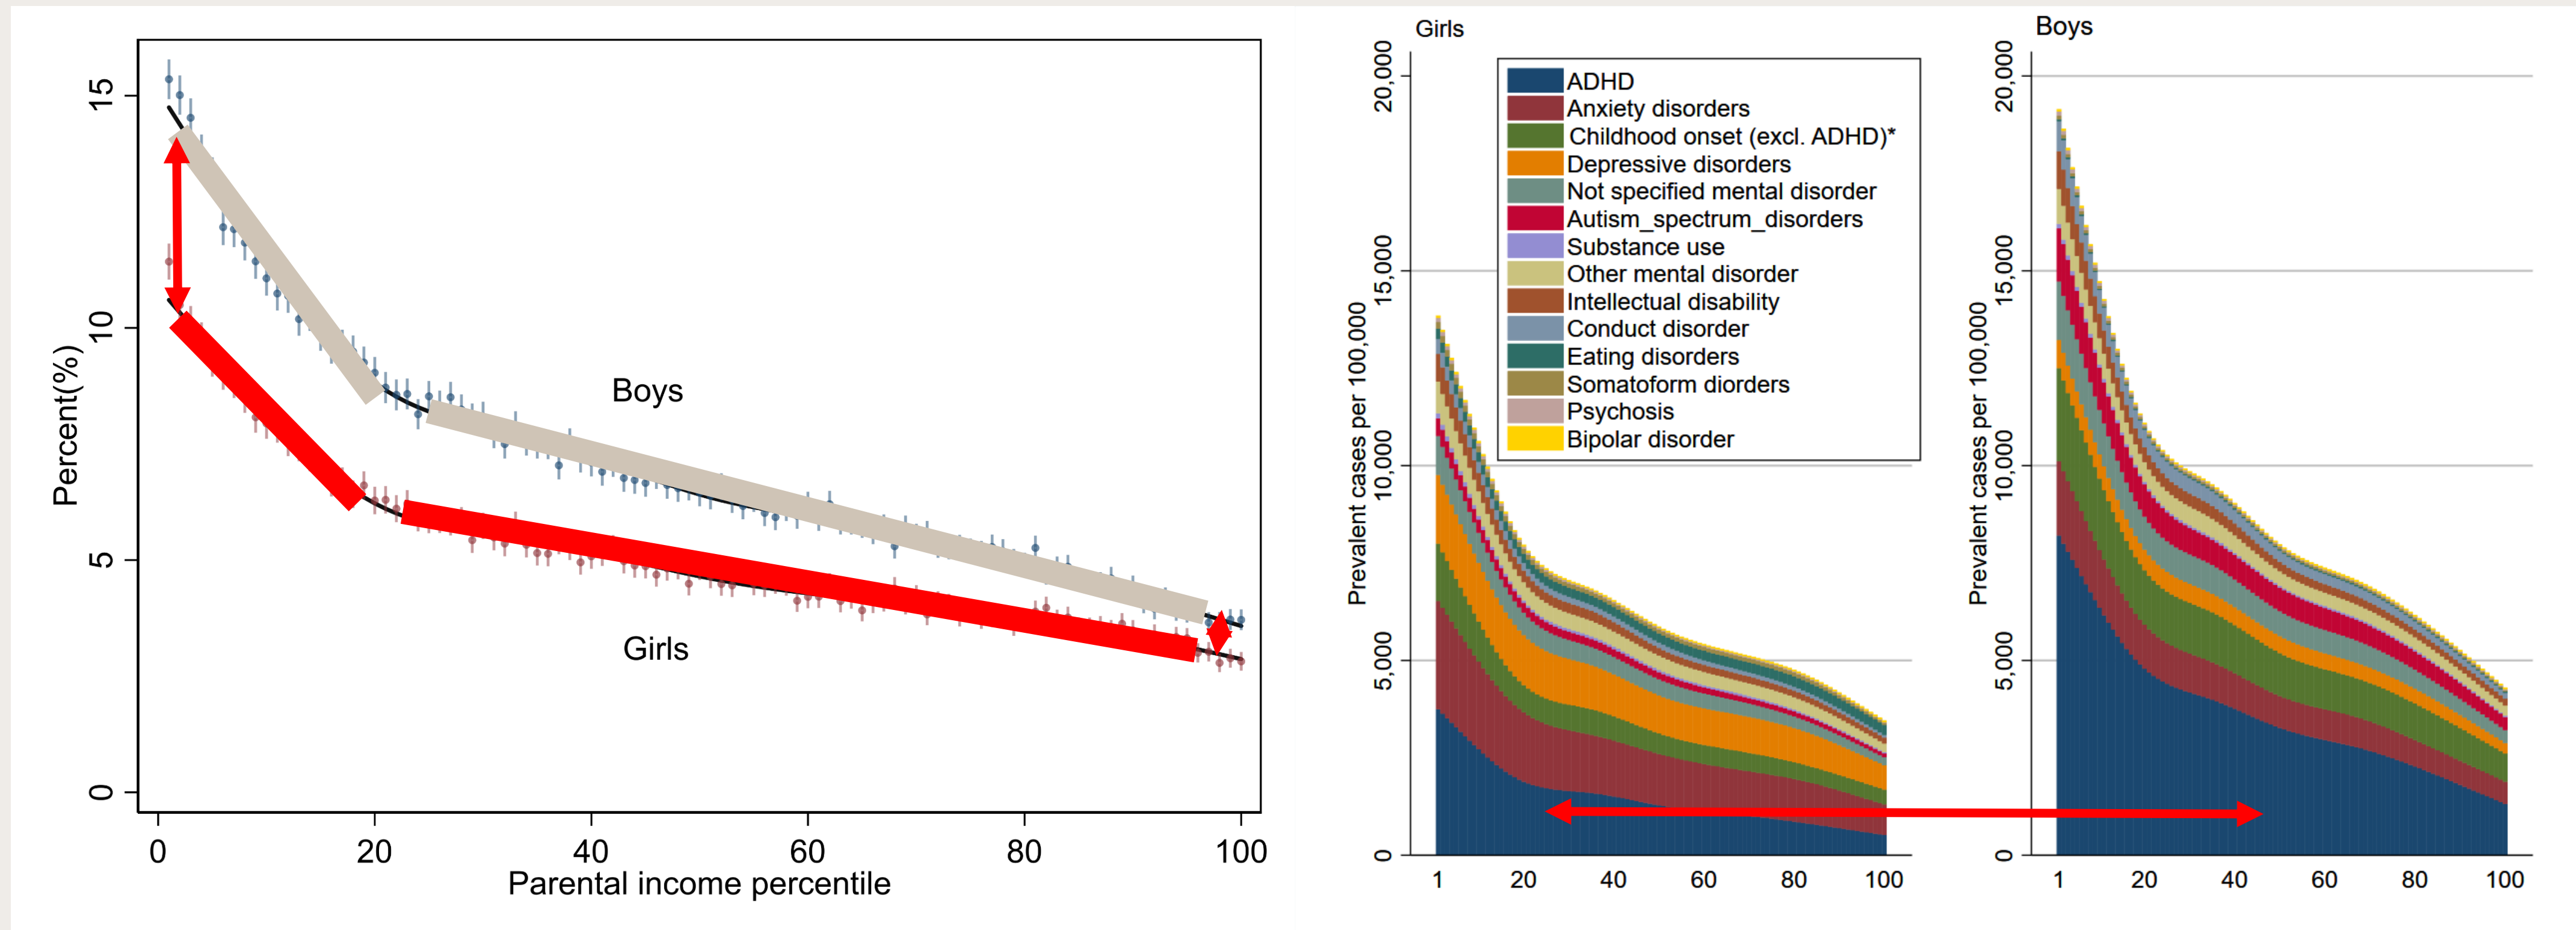 15
10
5
0
Percent(%)
Boys
Girls
0 20 40 60 80 100
Parental income percentile
Girls
20,000
15,000
10,000
5,000
0
Prevalent cases per 100,000
ADHD
Anxiety disorders
Childhood onset (excl. ADHD)*
Depressive disorders
Not specified mental disorder
Autism_spectrum_disorders
Substance use
Other mental disorder
Intellectual disability
Conduct disorder
Eating disorders
Somatoform diorders
Psychosis
Bipolar disorder
1 20 40 60 80 100
Boys
20,000
15,000
10,000
5,000
0
Prevalent cases per 100,000
1 20 40 60 80 100